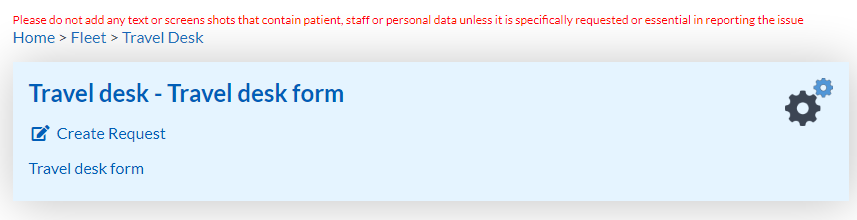 Please do not add any text or screens shots that contain patient, staff or personal data unless it is specifically requested or essential in reporting the issue
Home > Fleet > Travel Desk
Travel desk - Travel desk form
Create Request
Travel desk form